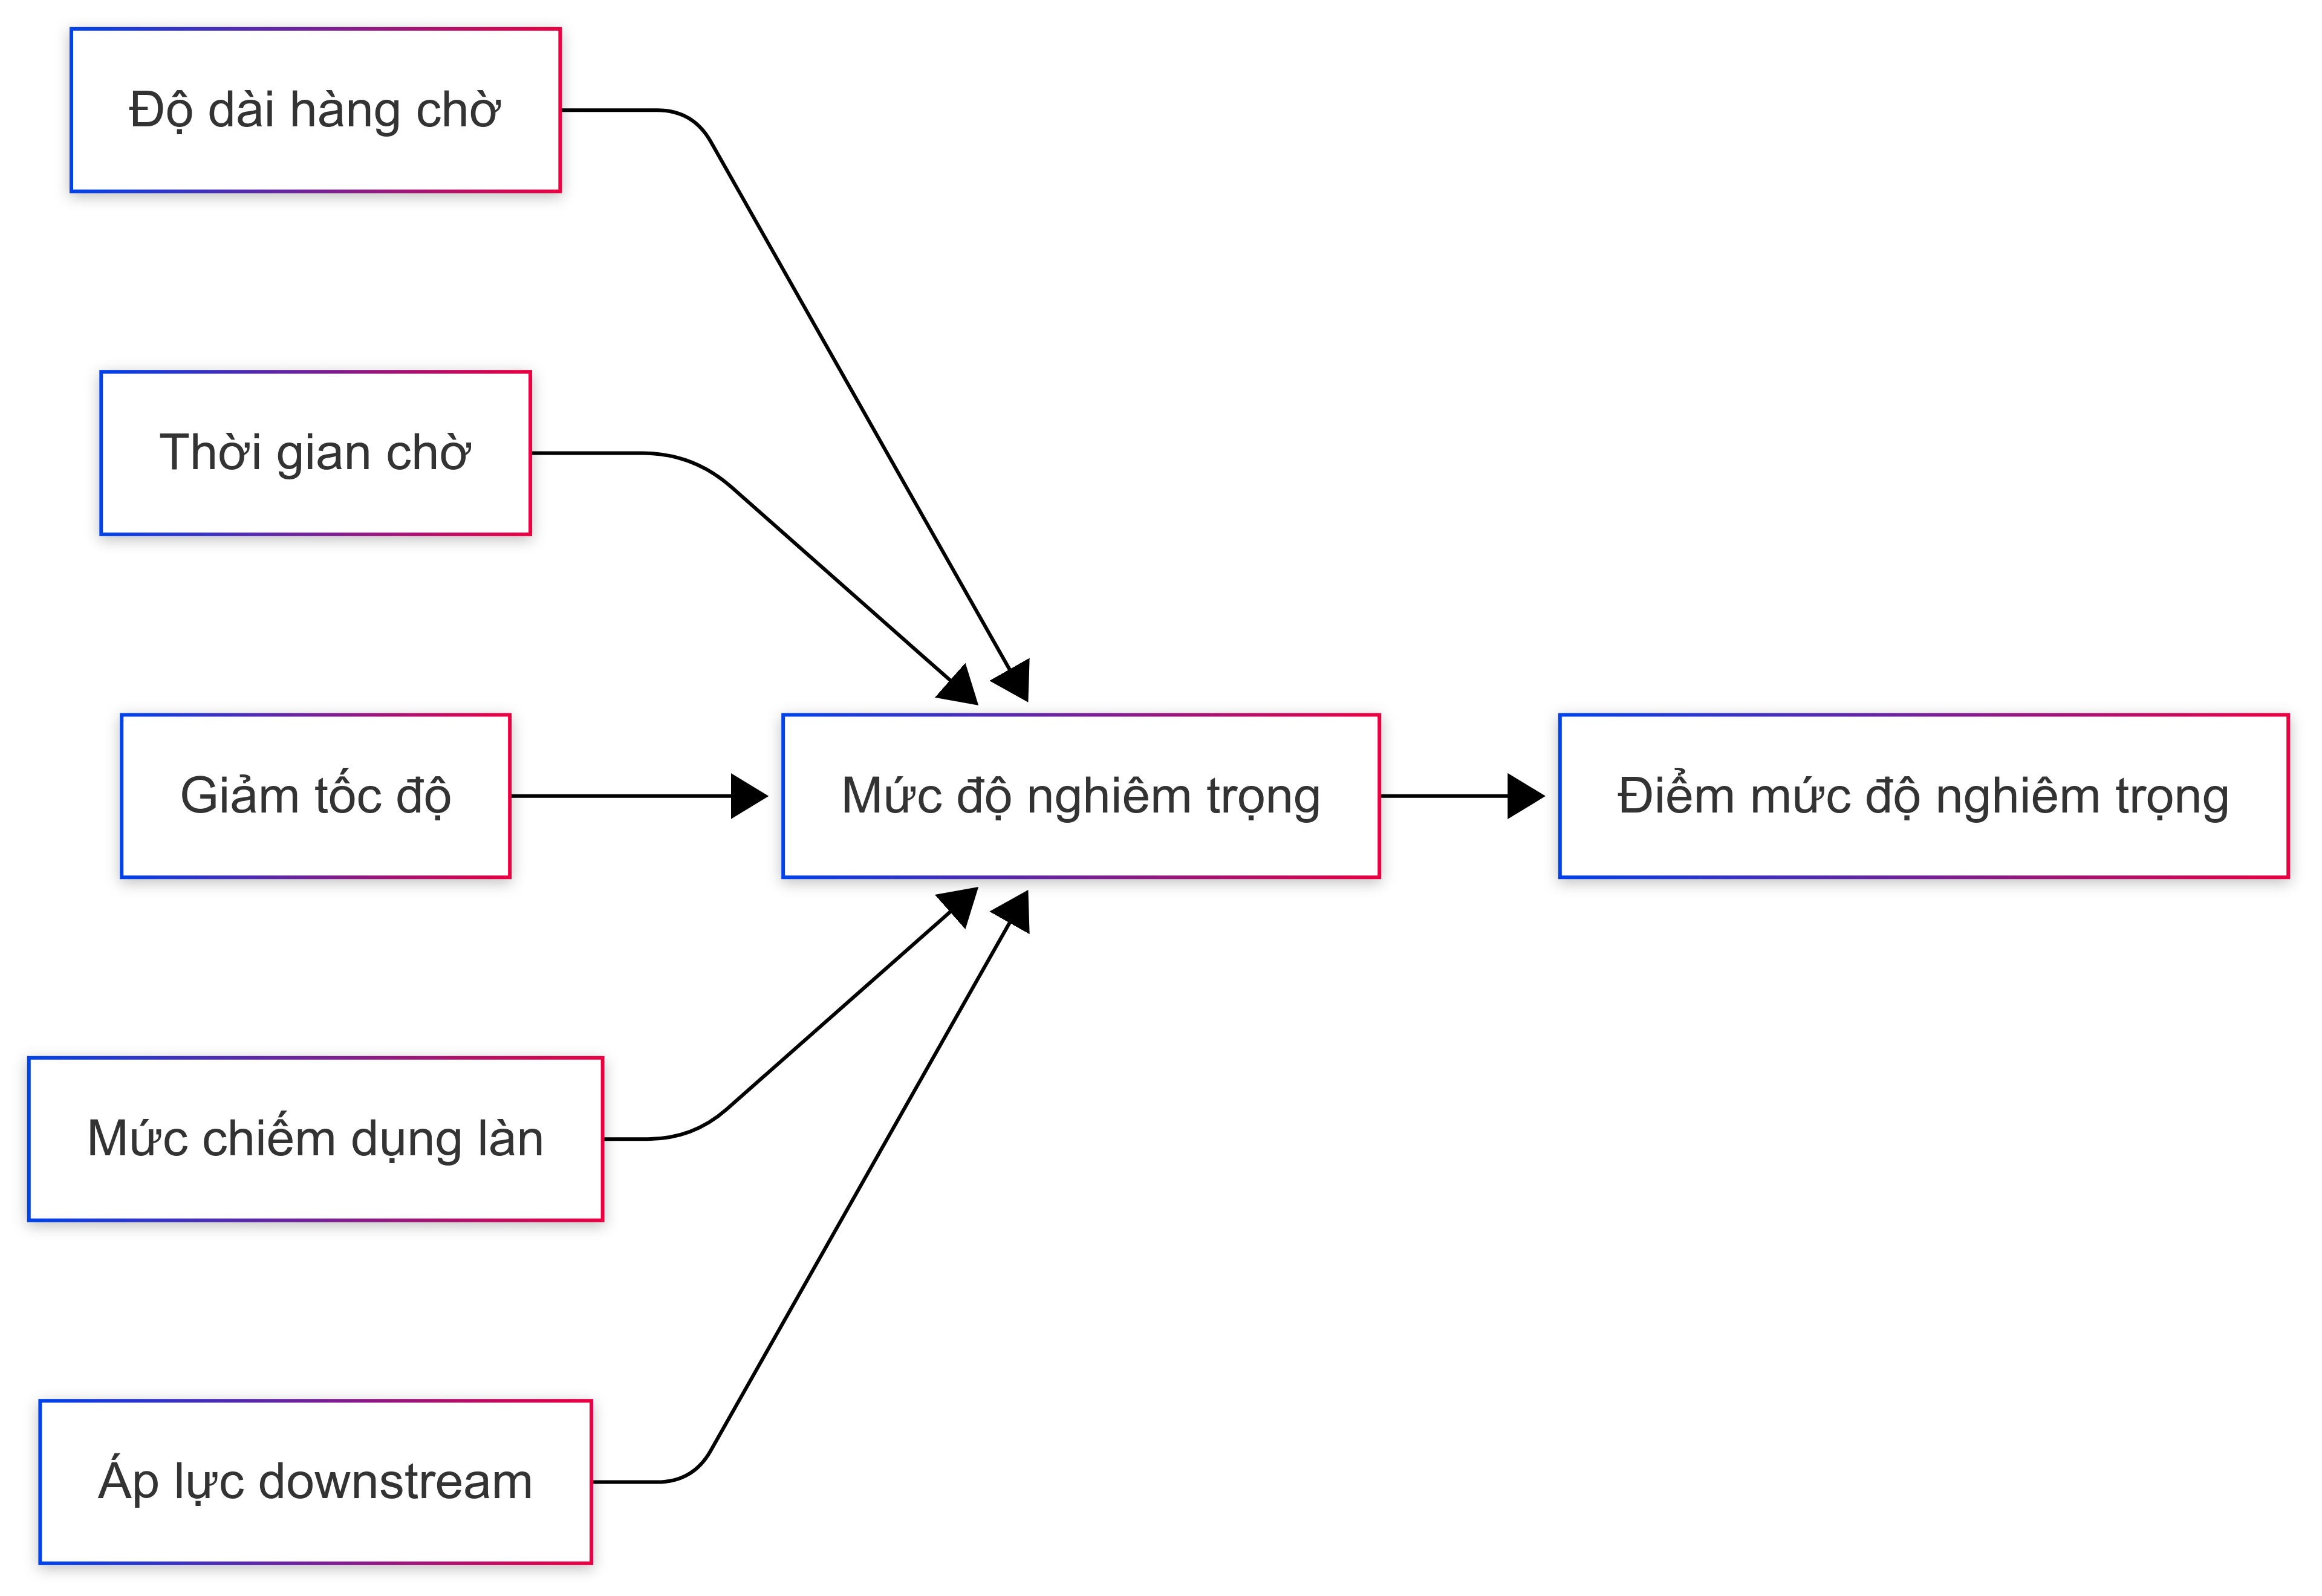 Độ dài hàng chờ
Thời gian chờ
Giảm tốc độ
Mức độ nghiêm trọng
Điểm mức độ nghiêm trọng
Mức chiếm dụng làn
Áp lực downstream